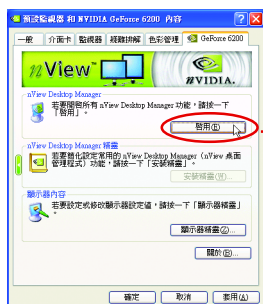 預設監視器 和 NVIDIA GeForce 6200 內容
一般 介面卡 監視器 疑難排解 色彩管理 GeForce 6200
nView
NVIDIA.
nView Desktop Manager
若要開啟所有 nView Desktop Manager 功能,請按一下
「啟用」。
啟用(E)
nView Desktop Manager 精靈
若要簡化設定常用的 nView Desktop Manager (nView 桌面
管理程式) 功能,請按一下「安裝精靈」。
安裝精靈(W)...
顯示器內容
若要設定或修改顯示器設定值,請按一下「顯示器精靈」
。
顯示器精靈(Z)...
關於(B)...
確定 取消 套用(A)